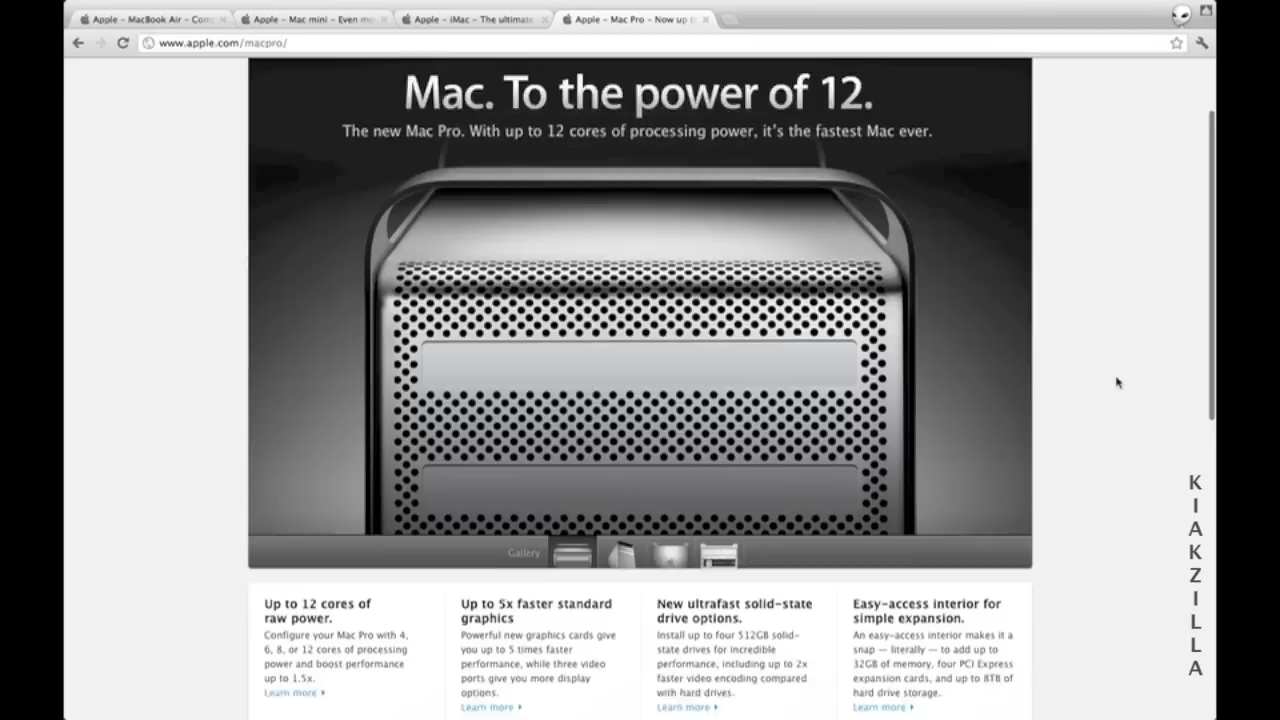 Apple – MacBook Air – Com
Apple – Mac mini – Even mo
Apple – iMac – The ultimate
Apple – Mac Pro – Now up t
www.apple.com/macpro/
Mac. To the power of 12.
The new Mac Pro. With up to 12 cores of processing power, it's the fastest Mac ever.
Gallery
Up to 12 cores of
raw power.
Configure your Mac Pro with 4,
6, 8, or 12 cores of processing
power and boost performance
up to 1.5x.
Learn more
Up to 5x faster standard
graphics
Powerful new graphics cards give
you up to 5 times faster
performance, while three video
ports give you more display
options.
Learn more
New ultrafast solid-state
drive options.
Install up to four 512GB solid-
state drives for incredible
performance, including up to 2x
faster video encoding compared
with hard drives.
Learn more
Easy-access interior for
simple expansion.
An easy-access interior makes it a
snap — literally — to add up to
32GB of memory, four PCI Express
expansion cards, and up to 8TB of
hard drive storage.
Learn more
KIAKZILLA